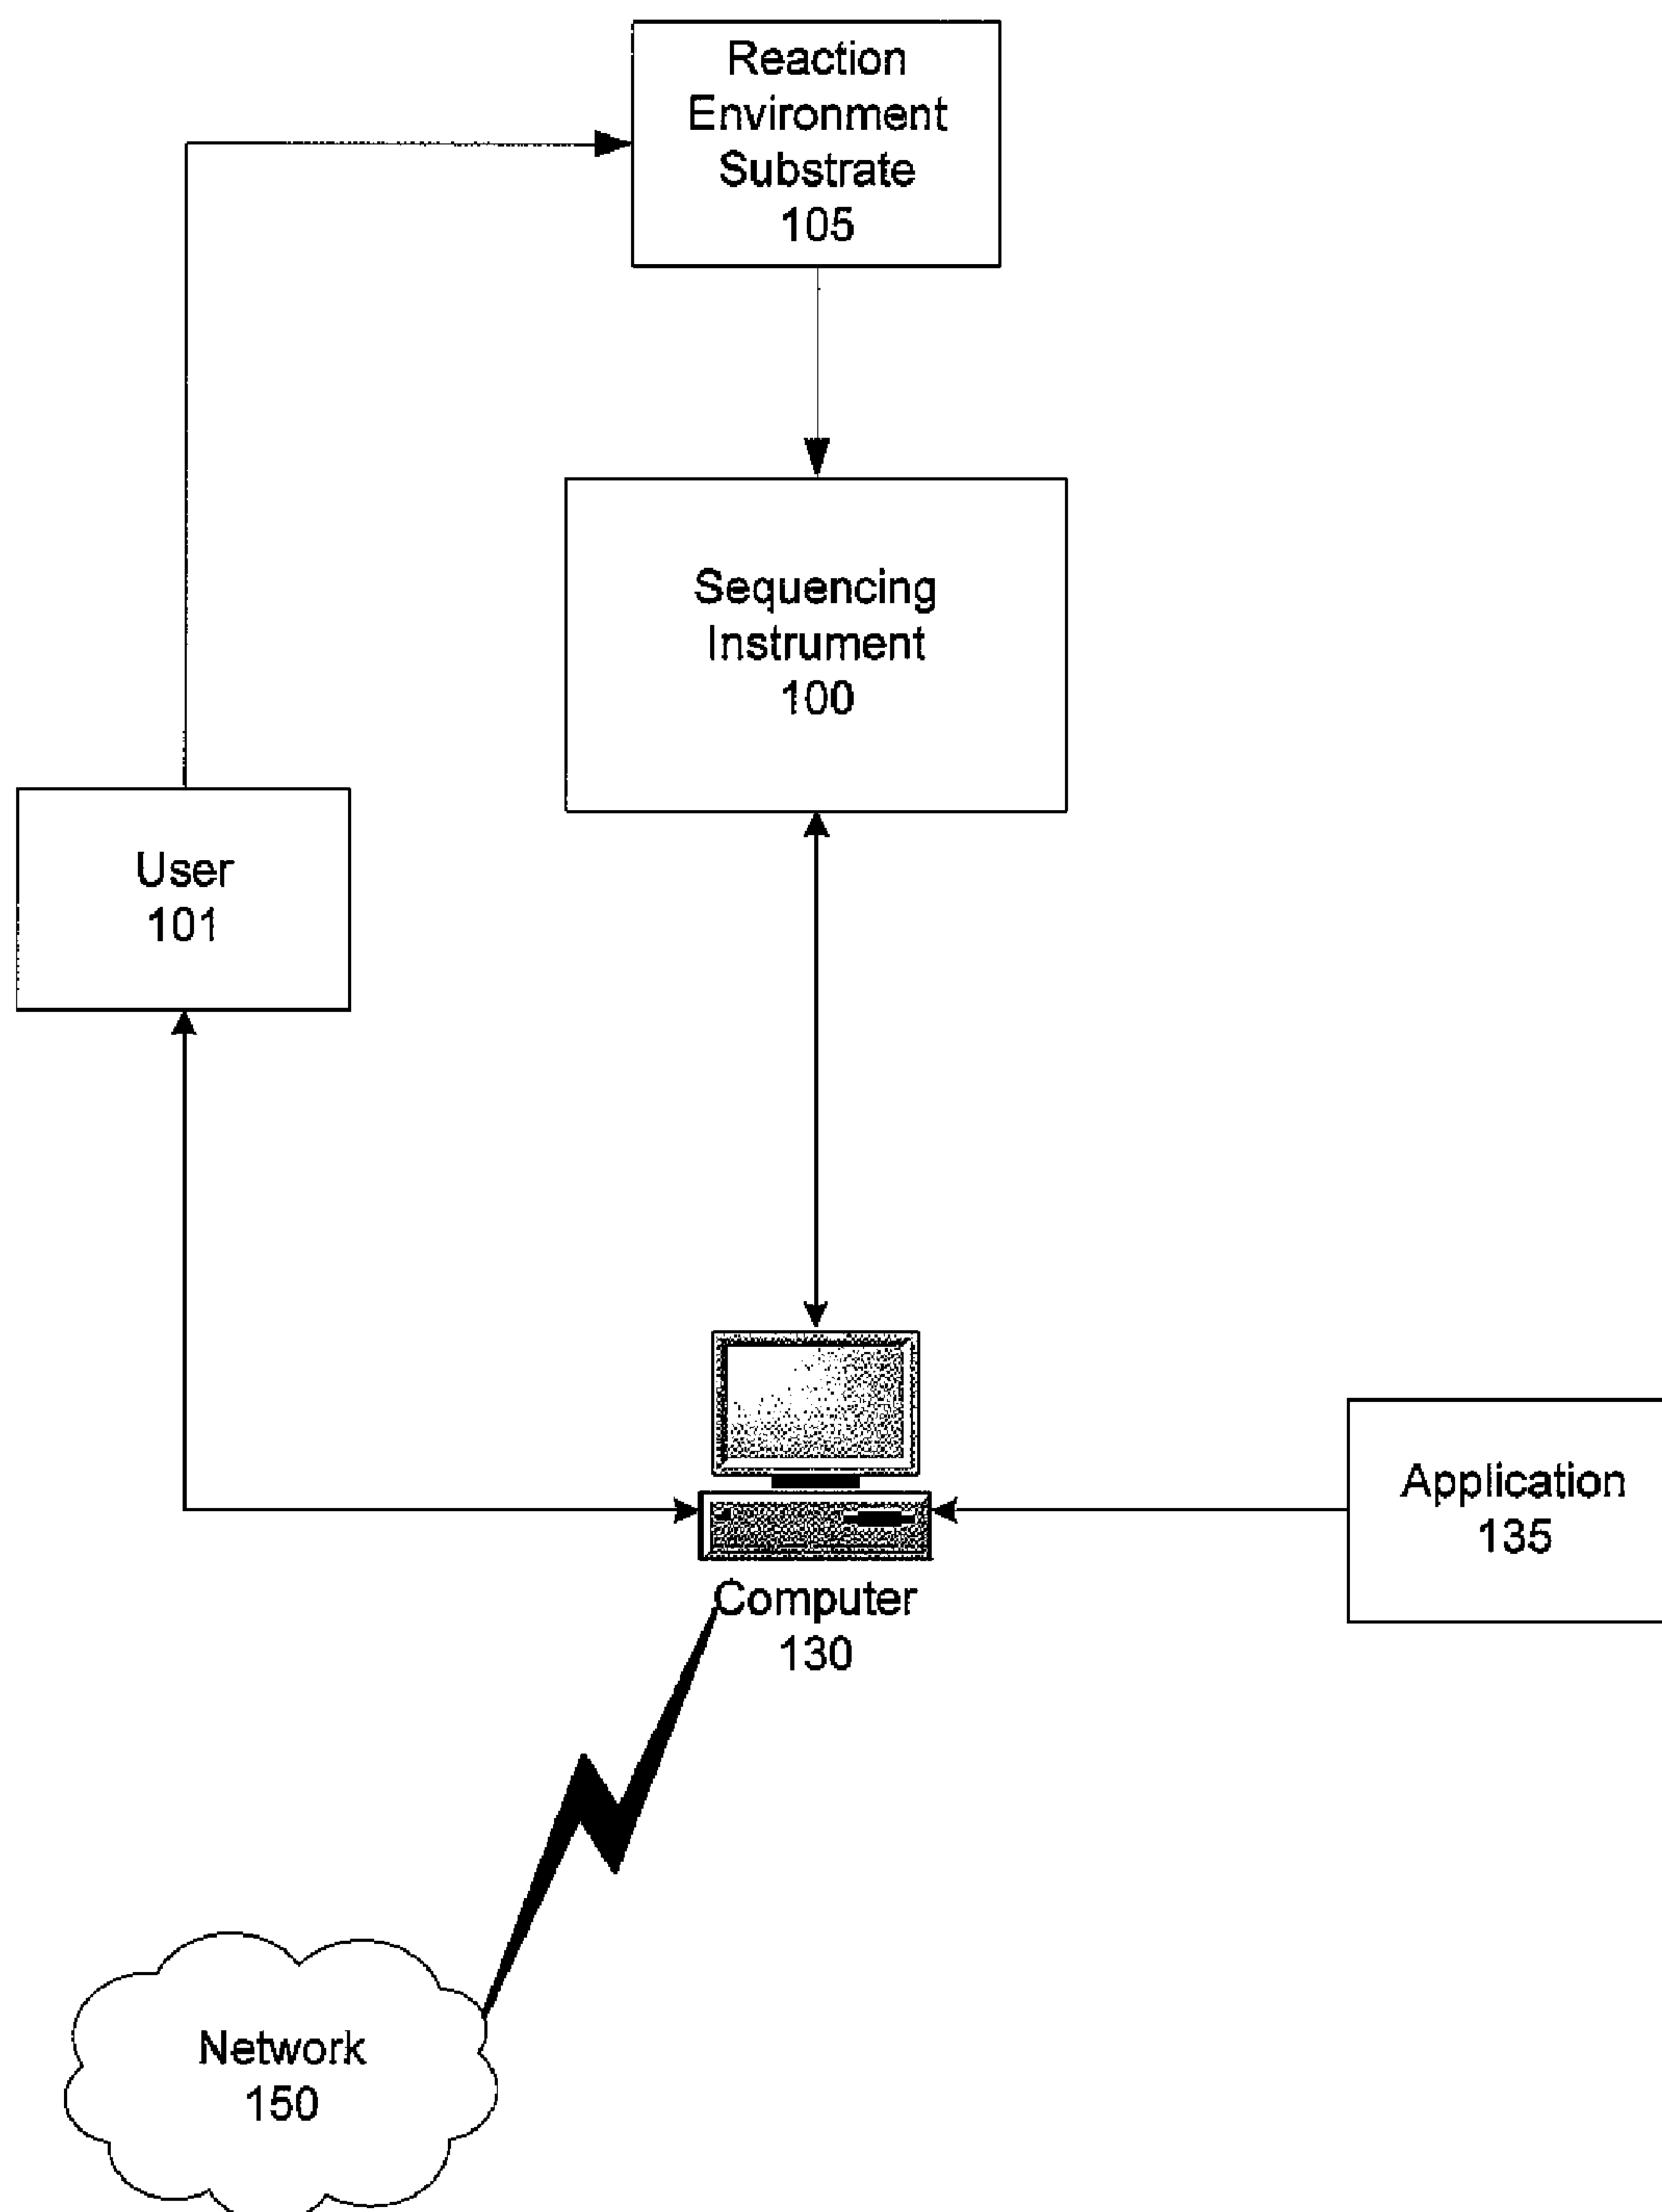 Reaction
Environment
Substrate
105
Sequencing
Instrument
100
User
101
Application
135
Computer
130
Network
150